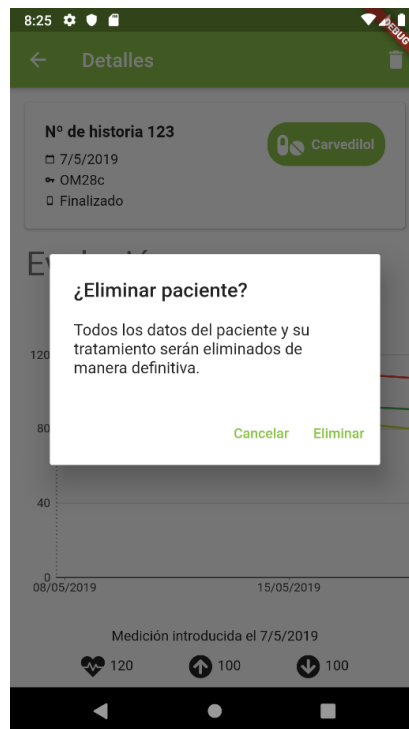 8:25
DEBUG
Detalles
Nº de historia 123
Carvedilol
7/5/2019
OM28c
Finalizado
¿Eliminar paciente?
Todos los datos del paciente y su
tratamiento serán eliminados de
manera definitiva.
Cancelar Eliminar
120
80
40
0
08/05/2019 15/05/2019
Medición introducida el 7/5/2019
120 100 100